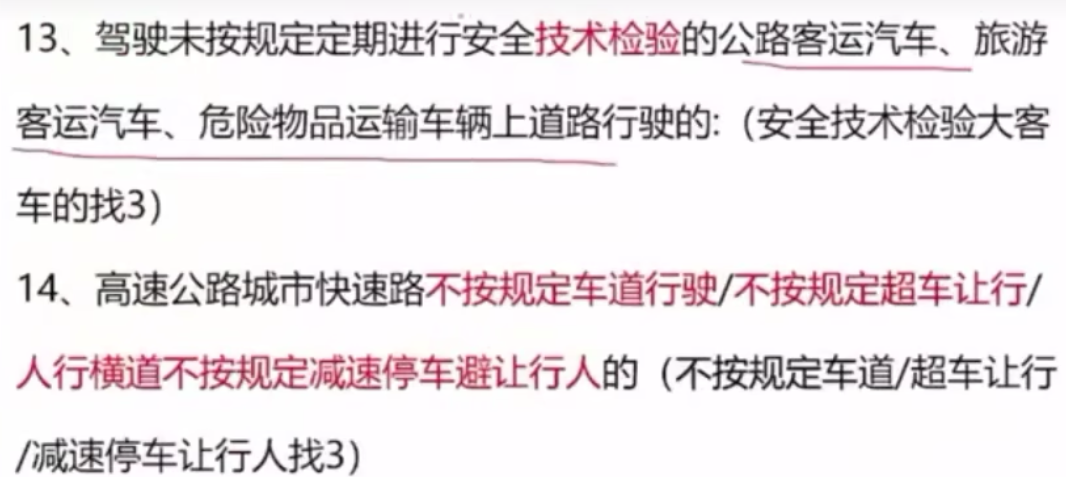 13、驾驶未按规定定期进行安全技术检验的公路客运汽车、旅游
客运汽车、危险物品运输车辆上道路行驶的:（安全技术检验大客
车的找3）
14、高速公路城市快速路不按规定车道行驶/不按规定超车让行/
人行横道不按规定减速停车避让行人的（不按规定车道/超车让行
/减速停车让行人找3）